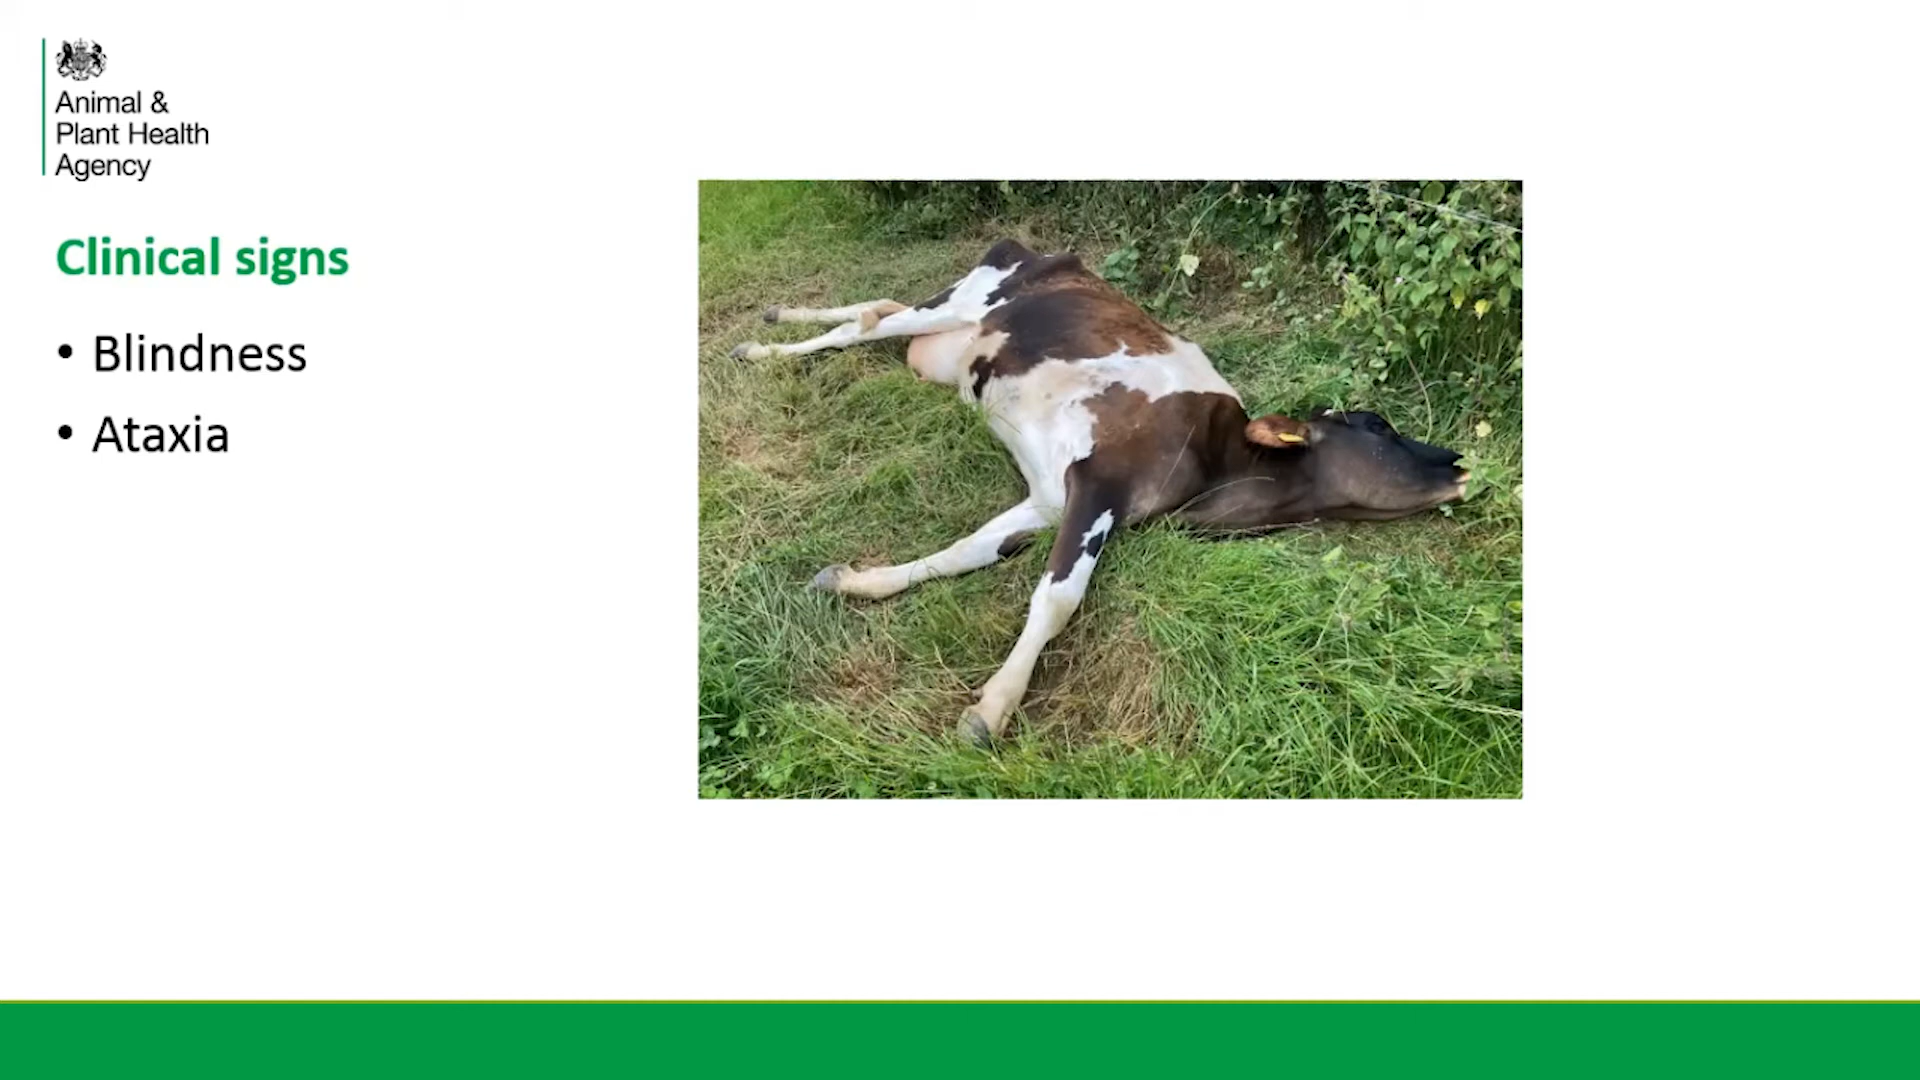 Animal &
Plant Health
Agency
Clinical signs
• Blindness
• Ataxia